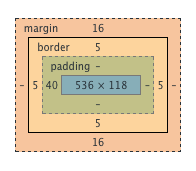 margin 16
border 5
padding –
– 5 40 536 × 118 – 5 –
–
5
16